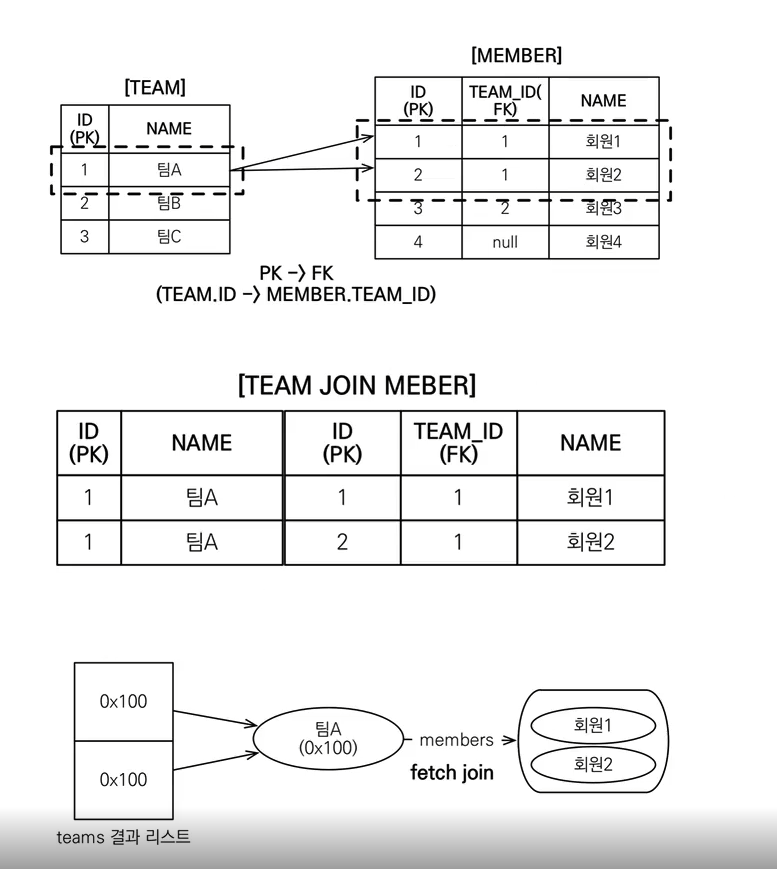 [MEMBER]
[TEAM]
ID
(PK)
TEAM_ID(
FK)
NAME
ID
(PK)
NAME
1 1 회원1
1 팀A
2 1 회원2
2 팀B
3 2 회원3
3 팀C
4 null 회원4
PK -> FK
(TEAM.ID -> MEMBER.TEAM_ID)
[TEAM JOIN MEBER]
ID
(PK)
NAME
ID
(PK)
TEAM_ID
(FK)
NAME
1 팀A 1 1 회원1
1 팀A 2 1 회원2
0x100
0x100
팀A
(0x100)
members
fetch join
회원1
회원2
teams 결과 리스트